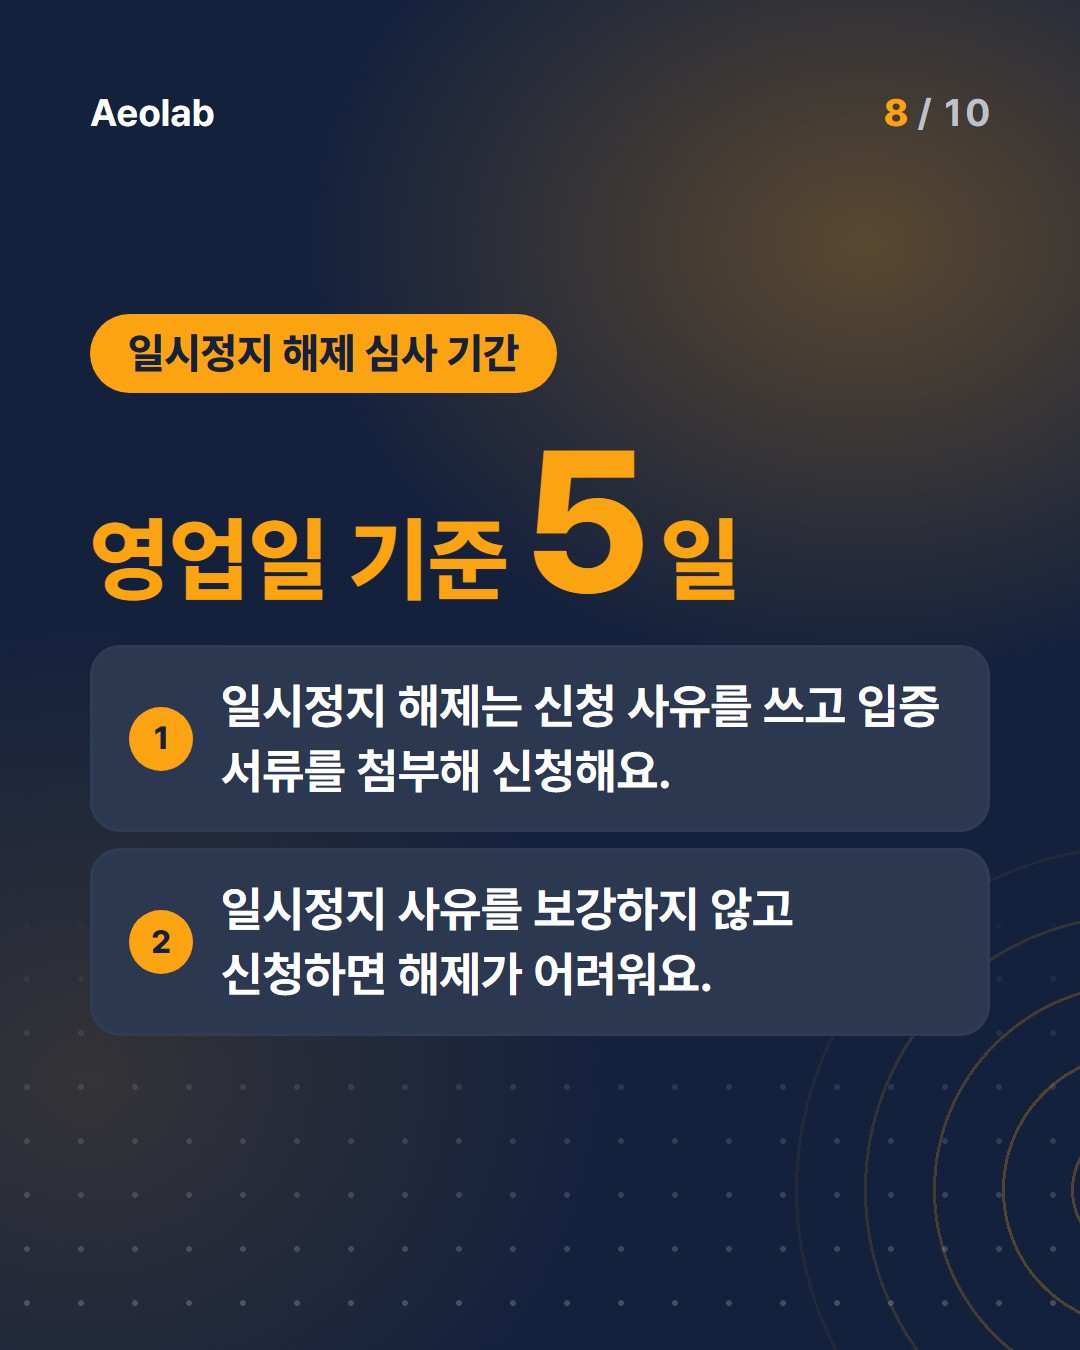 Aeolab
8 / 10
일시정지 해제 심사 기간
영업일 기준 5일
1
일시정지 해제는 신청 사유를 쓰고 입증
서류를 첨부해 신청해요.
2
일시정지 사유를 보강하지 않고
신청하면 해제가 어려워요.